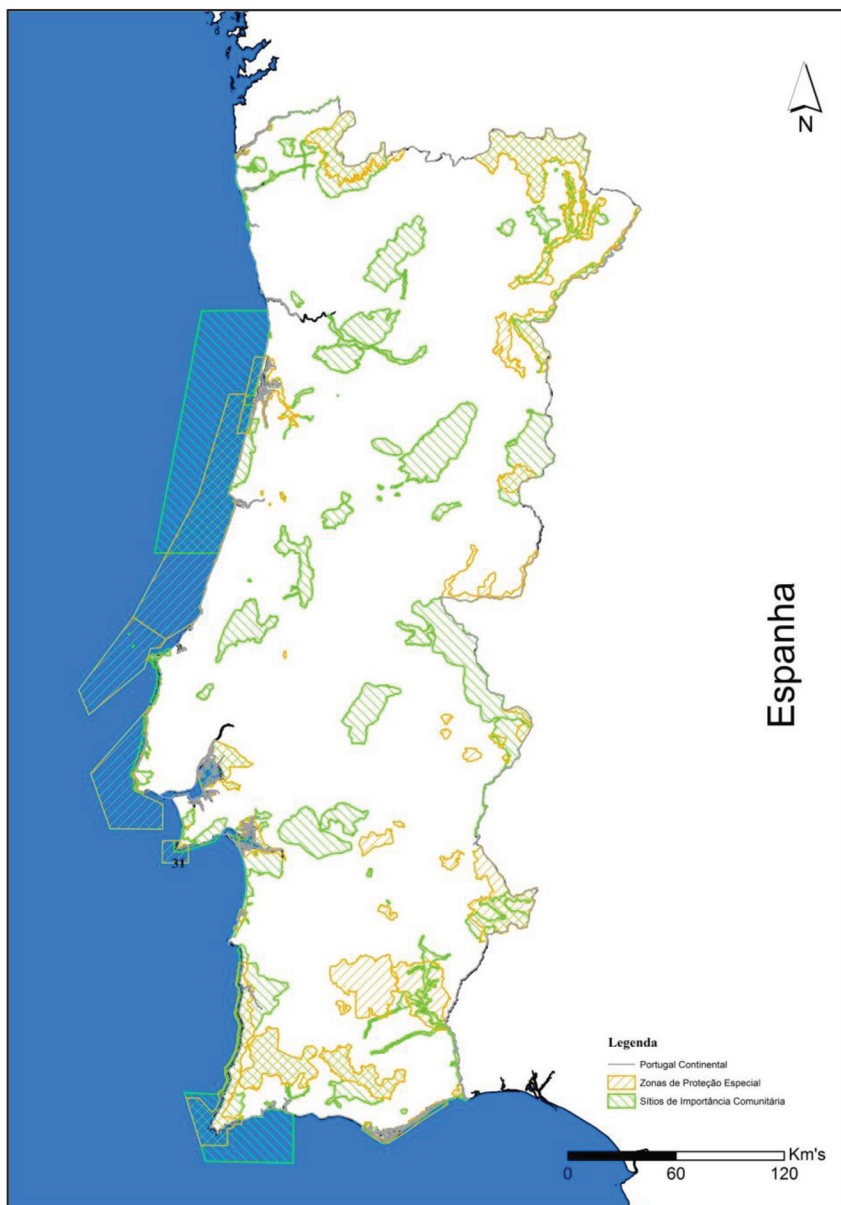 N
Espanha
31
Legenda
Portugal Continental
Zonas de Proteção Especial
Sítios de Importância Comunitária
Km's
0 60 120